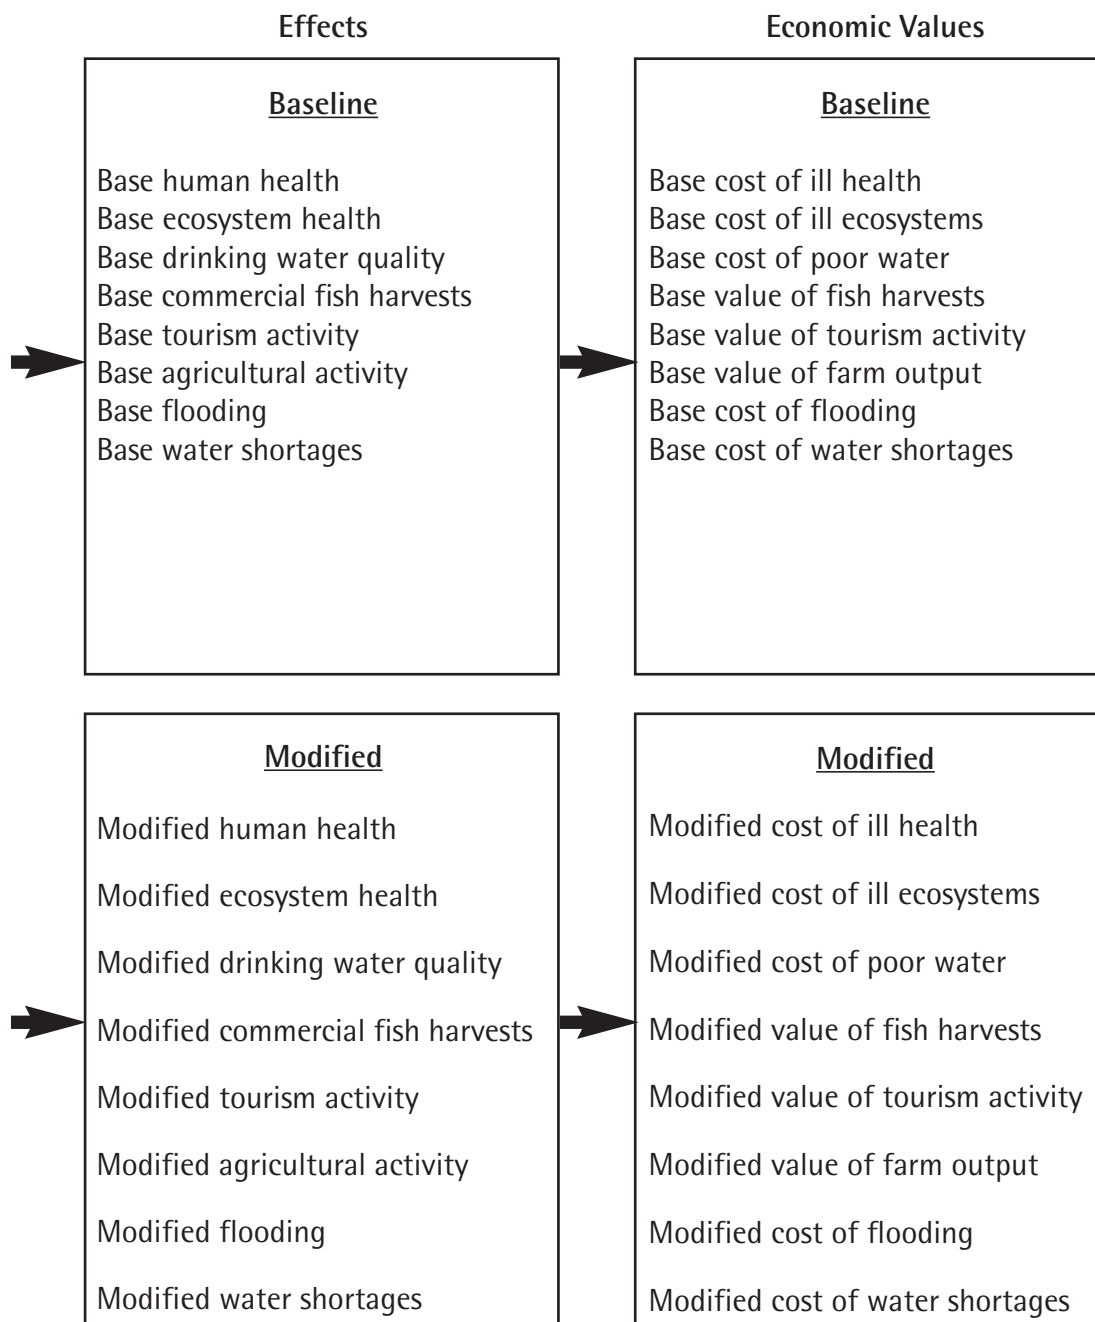 Effects
Economic Values
Baseline
Base human health
Base ecosystem health
Base drinking water quality
Base commercial fish harvests
Base tourism activity
Base agricultural activity
Base flooding
Base water shortages
Baseline
Base cost of ill health
Base cost of ill ecosystems
Base cost of poor water
Base value of fish harvests
Base value of tourism activity
Base value of farm output
Base cost of flooding
Base cost of water shortages
Modified
Modified human health
Modified ecosystem health
Modified drinking water quality
Modified commercial fish harvests
Modified tourism activity
Modified agricultural activity
Modified flooding
Modified water shortages
Modified
Modified cost of ill health
Modified cost of ill ecosystems
Modified cost of poor water
Modified value of fish harvests
Modified value of tourism activity
Modified value of farm output
Modified cost of flooding
Modified cost of water shortages